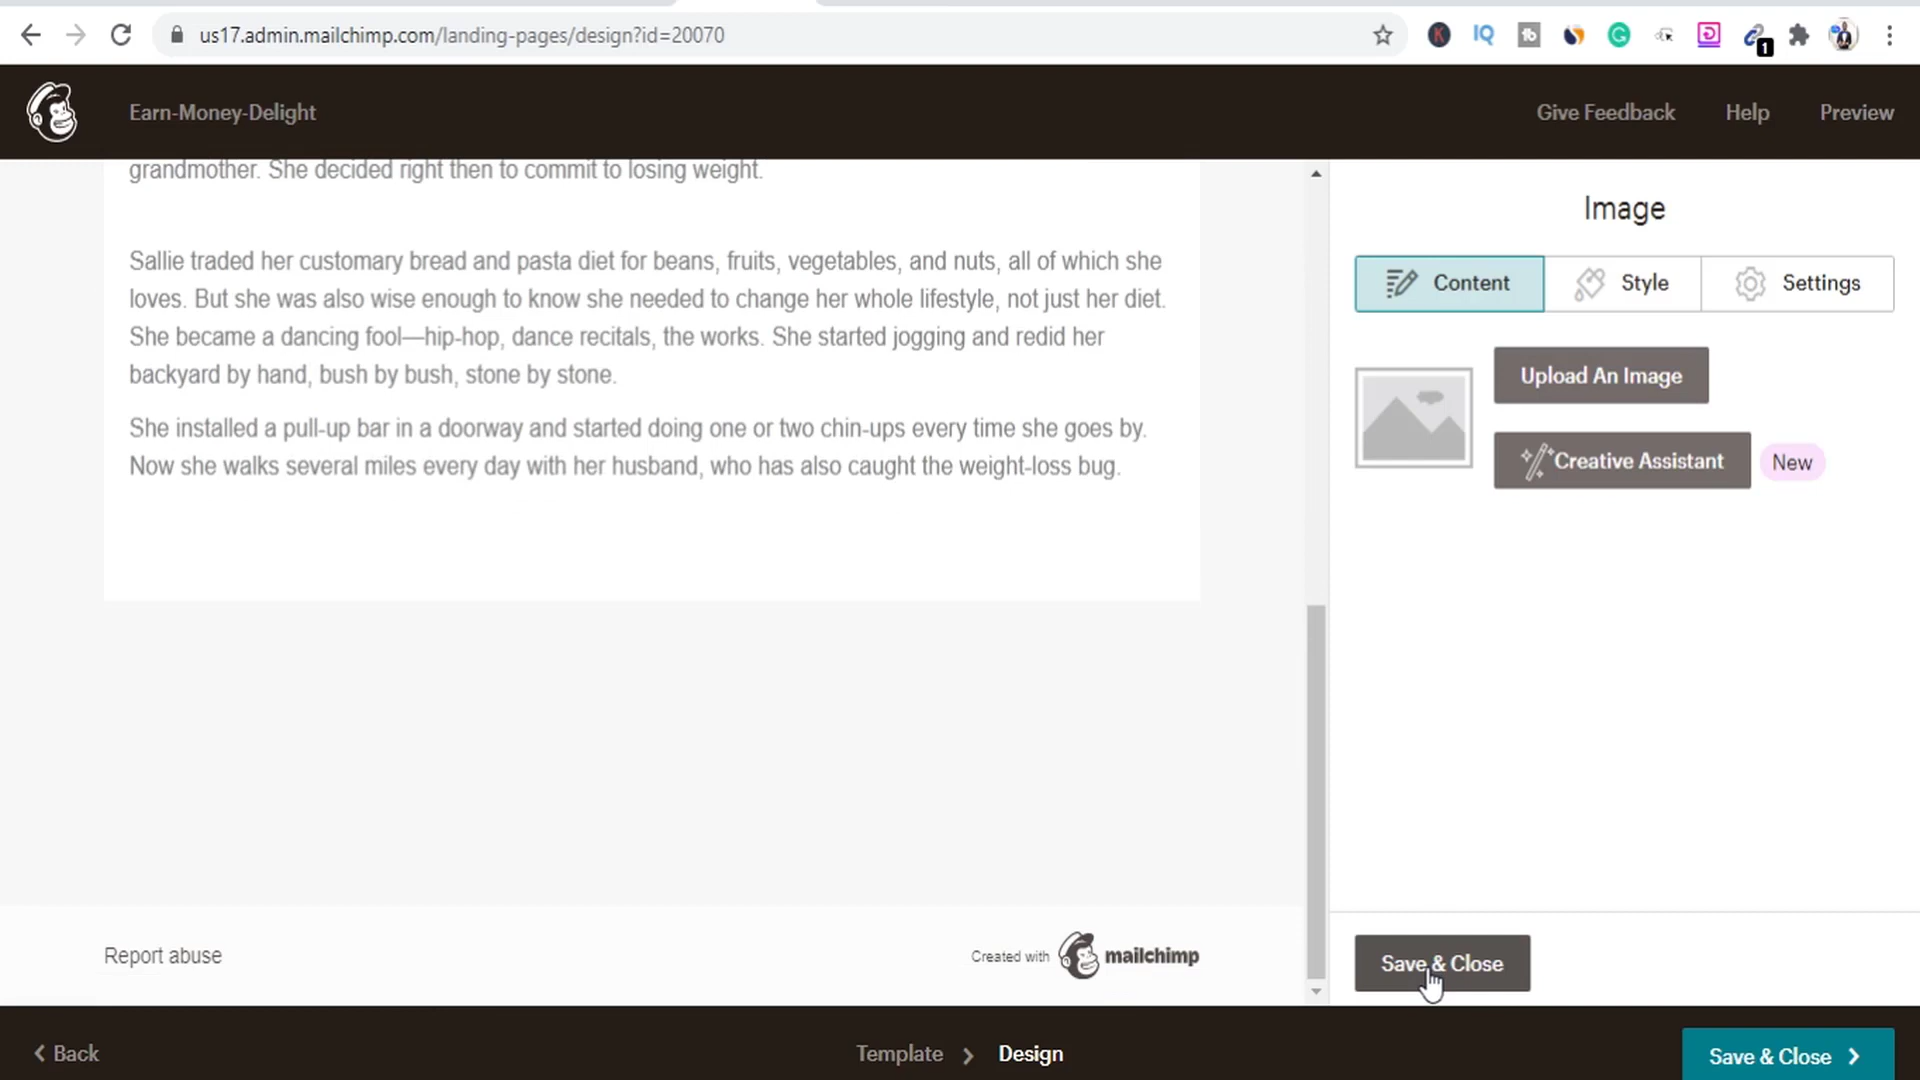 us17.admin.mailchimp.com/landing-pages/design?id=20070
K
IQ
tb
1
Earn-Money-Delight
Give Feedback
Help
Preview
grandmother. She decided right then to commit to losing weight.
Sallie traded her customary bread and pasta diet for beans, fruits, vegetables, and nuts, all of which she
loves. But she was also wise enough to know she needed to change her whole lifestyle, not just her diet.
She became a dancing fool—hip-hop, dance recitals, the works. She started jogging and redid her
backyard by hand, bush by bush, stone by stone.
She installed a pull-up bar in a doorway and started doing one or two chin-ups every time she goes by.
Now she walks several miles every day with her husband, who has also caught the weight-loss bug.
Report abuse
Created with
mailchimp
Image
Content
Style
Settings
Upload An Image
Creative Assistant
New
Save & Close
Back
Template
Design
Save & Close